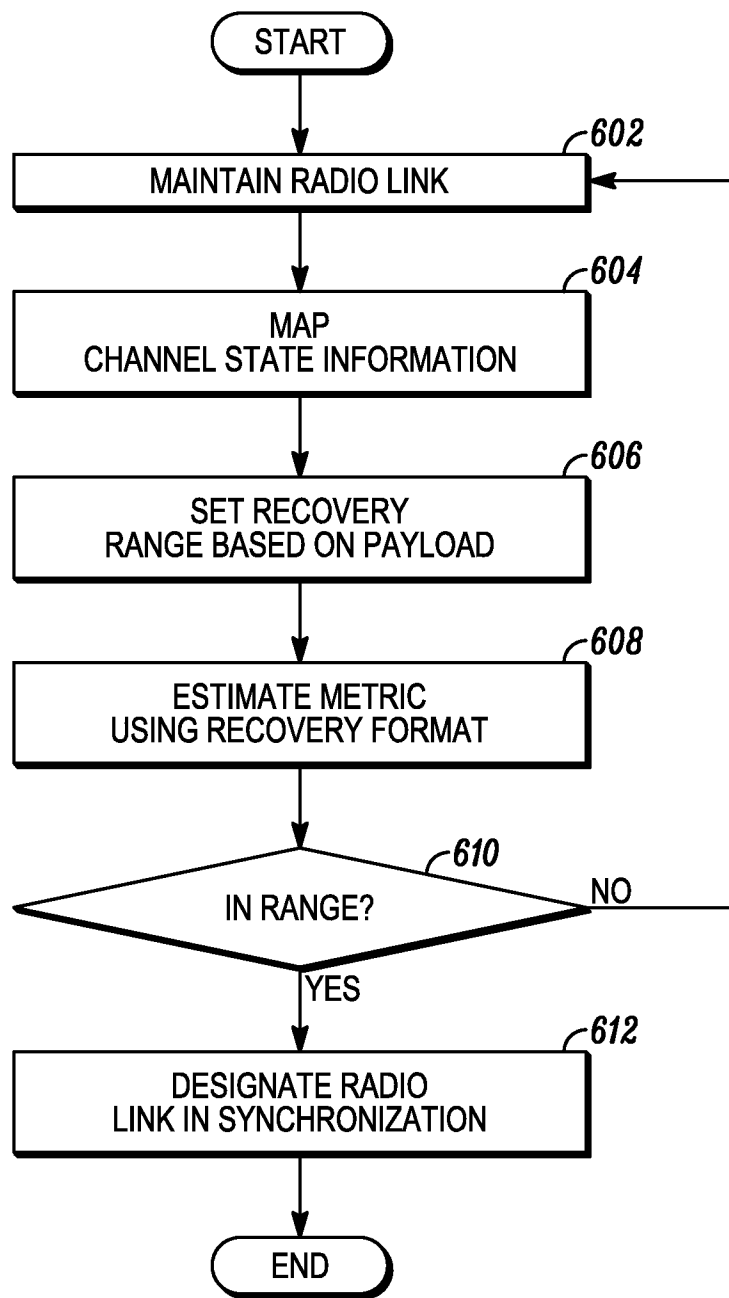 START
602
MAINTAIN RADIO LINK
604
MAP
CHANNEL STATE INFORMATION
606
SET RECOVERY
RANGE BASED ON PAYLOAD
608
ESTIMATE METRIC
USING RECOVERY FORMAT
610
IN RANGE?
NO
YES
612
DESIGNATE RADIO
LINK IN SYNCHRONIZATION
END